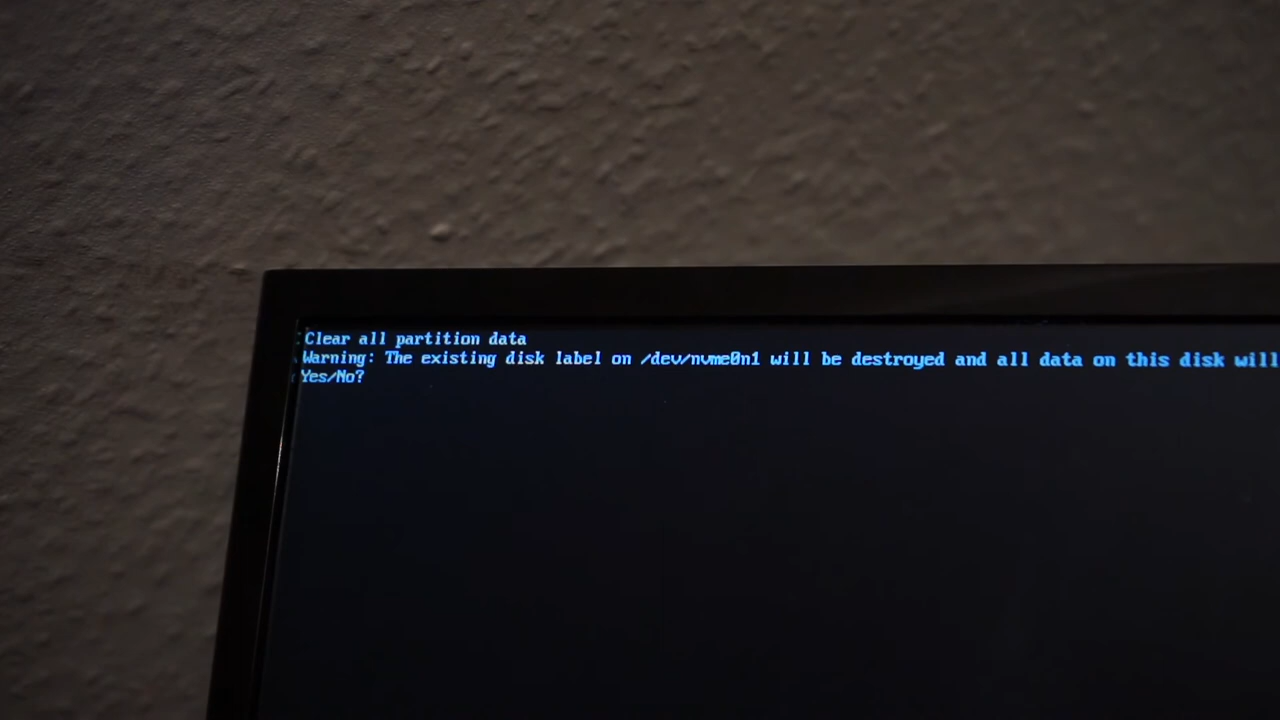 Clear all partition data
Warning: The existing disk label on /dev/nvme0n1 will be destroyed and all data on this disk will
Yes/No?